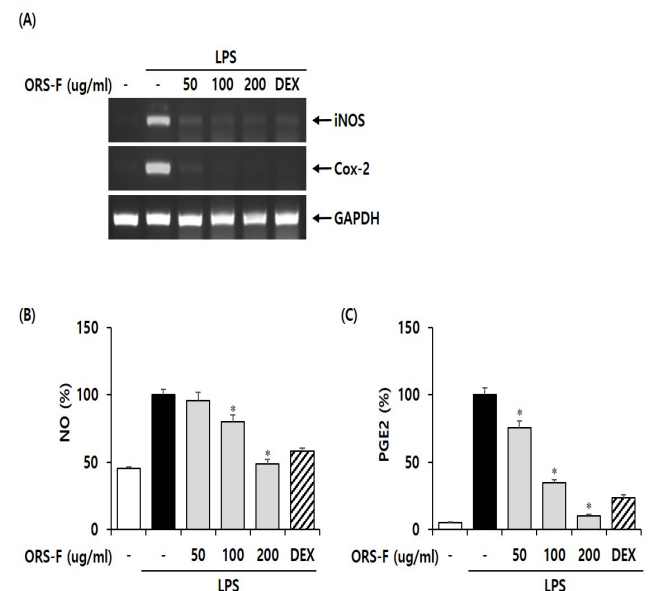 (A)
LPS
ORS-F (ug/ml) - - 50 100 200 DEX
iNOS
Cox-2
GAPDH
(B)
150
100
50
0
NO (%)
* *
ORS-F (ug/ml) - - 50 100 200 DEX
LPS
(C)
150
100
50
0
PGE2 (%)
* * *
ORS-F (ug/ml) - - 50 100 200 DEX
LPS